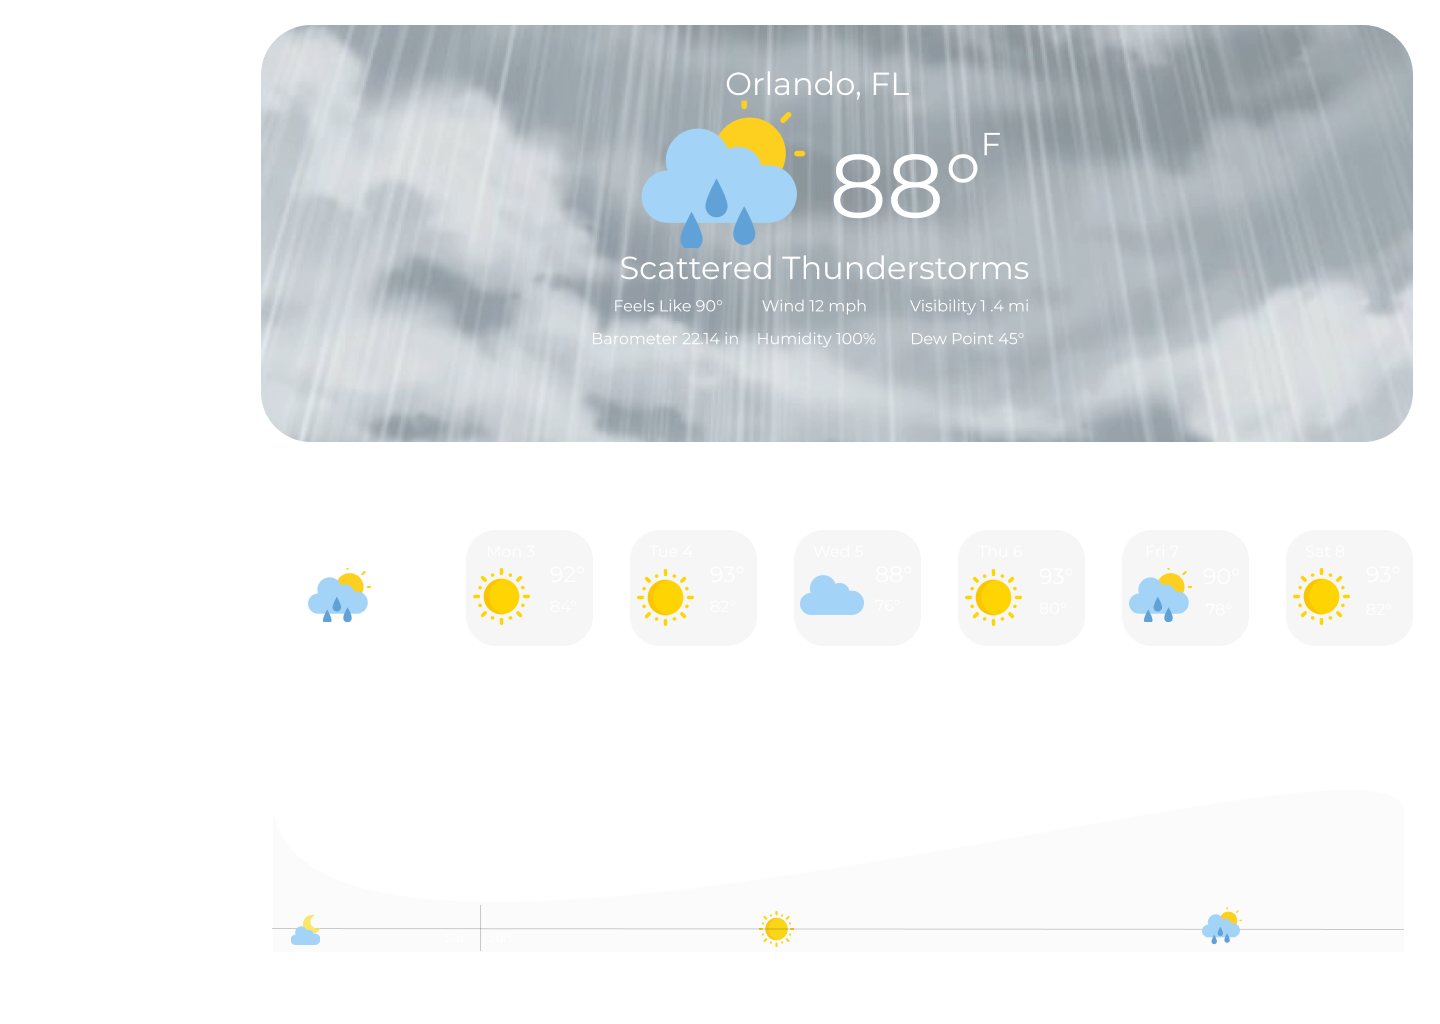 Orlando, FL
88° F
Scattered Thunderstorms
Feels Like 90° Wind 12 mph Visibility 1 .4 mi
Barometer 22.14 in Humidity 100% Dew Point 45°
Mon 3 Tue 4 Wed 5 Thu 6 Fri 7 Sat 8
92° 93° 88° 93° 90° 93°
84° 82° 76° 80° 78° 82°